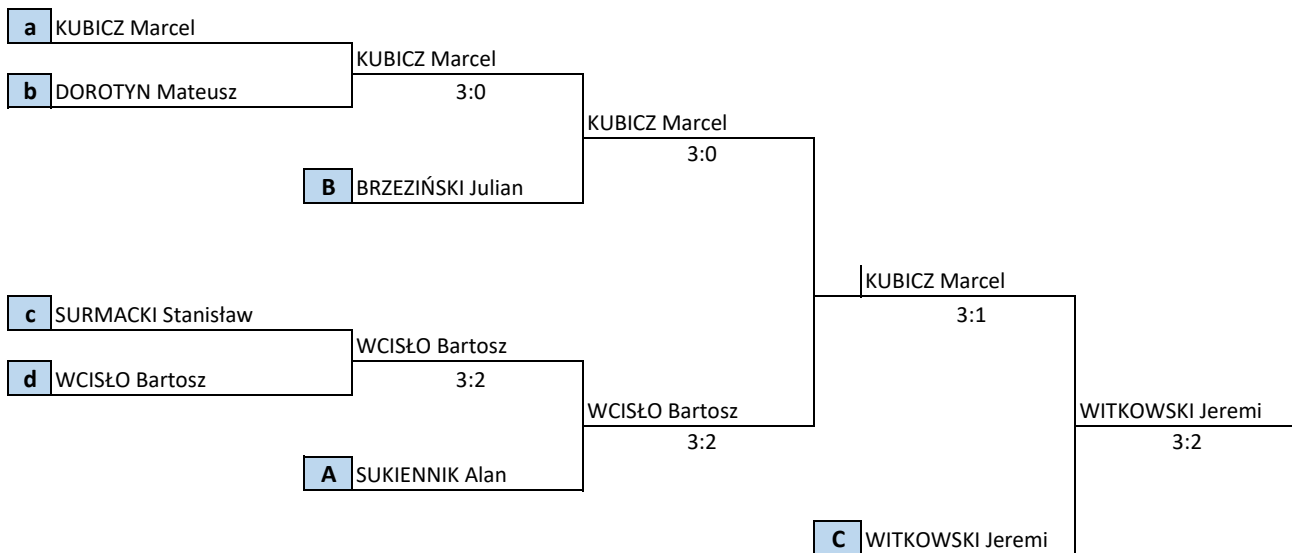 a KUBICZ Marcel
KUBICZ Marcel
b DOROTYN Mateusz
3:0
KUBICZ Marcel
3:0
B BRZEZIŃSKI Julian
KUBICZ Marcel
c SURMACKI Stanisław
3:1
WCISŁO Bartosz
d WCISŁO Bartosz
3:2
WCISŁO Bartosz
WITKOWSKI Jeremi
3:2
3:2
A SUKIENNIK Alan
C WITKOWSKI Jeremi